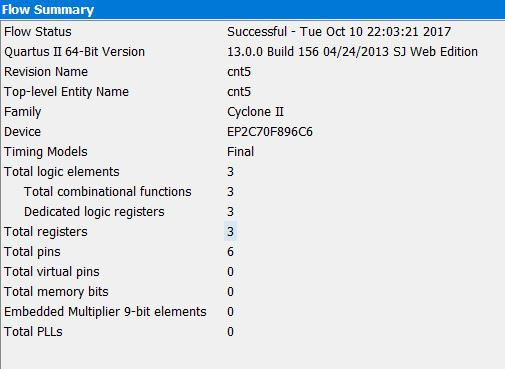 Flow Summary
Flow Status Successful - Tue Oct 10 22:03:21 2017
Quartus II 64-Bit Version 13.0.0 Build 156 04/24/2013 SJ Web Edition
Revision Name cnt5
Top-level Entity Name cnt5
Family Cyclone II
Device EP2C70F896C6
Timing Models Final
Total logic elements 3
Total combinational functions 3
Dedicated logic registers 3
Total registers 3
Total pins 6
Total virtual pins 0
Total memory bits 0
Embedded Multiplier 9-bit elements 0
Total PLLs 0